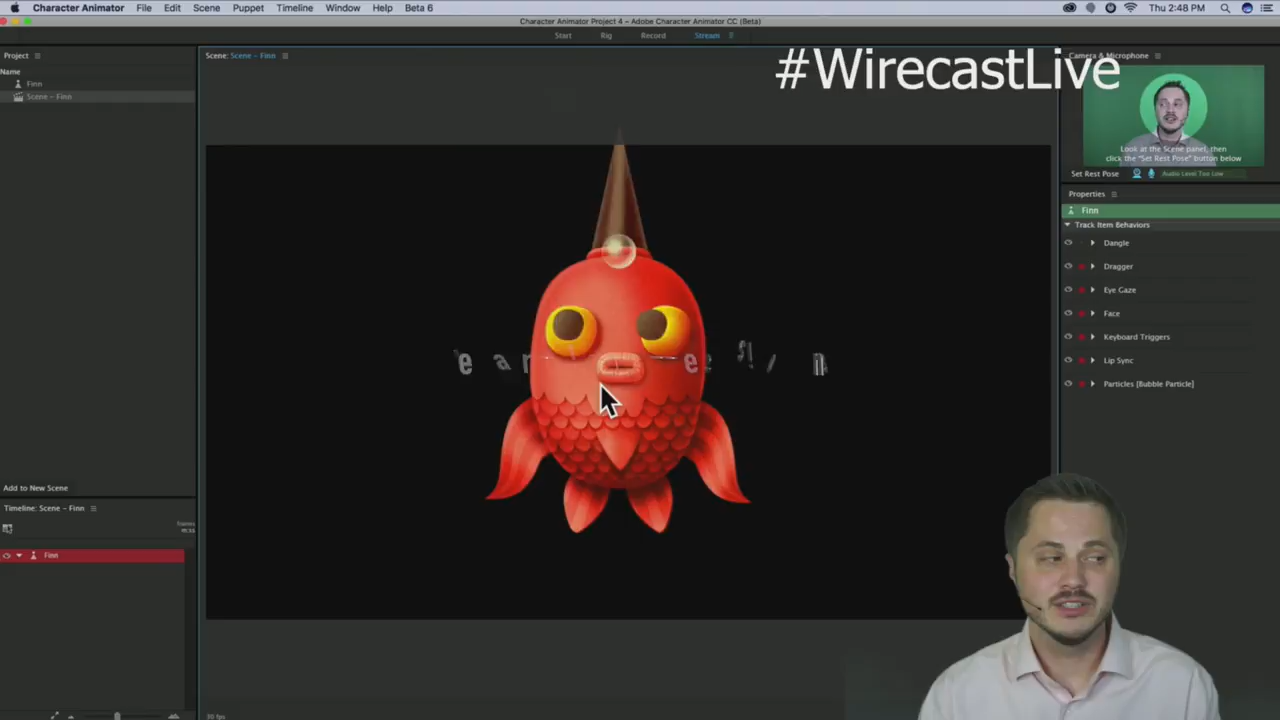 Character Animator File Edit Scene Puppet Timeline Window Help Beta 6 Thu 2:48 PM
Character Animator Project 4 – Adobe Character Animator CC (Beta)
Start Rig Record Stream
Project
Scene: Scene – Finn
#WirecastLive
Camera & Microphone
Name
Finn
Scene – Finn
Look at the Scene panel, then
click the "Set Rest Pose" button below
Set Rest Pose Audio Level Too Low
Properties
Finn
Track Item Behaviors
Dangle
Dragger
Eye Gaze
Face
Keyboard Triggers
Lip Sync
Particles [Bubble Particle]
Add to New Scene
Timeline: Scene – Finn
Frames
Finn